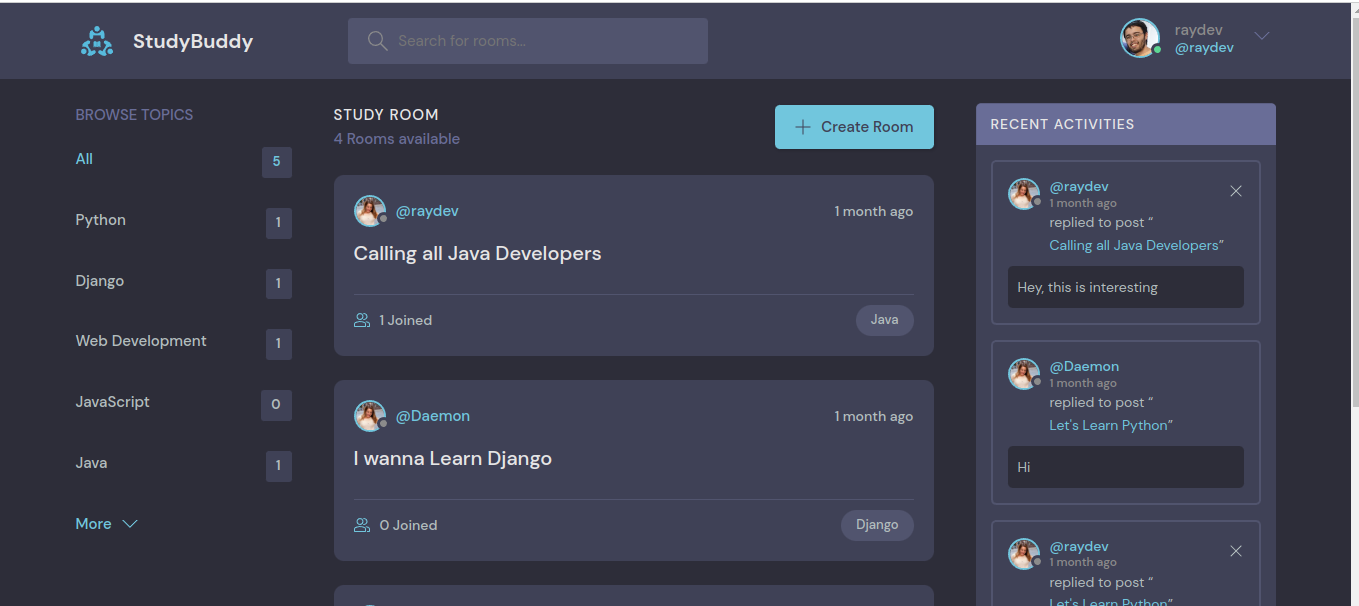 StudyBuddy
Search for rooms...
raydev
@raydev
BROWSE TOPICS
All 5
Python 1
Django 1
Web Development 1
JavaScript 0
Java 1
More
STUDY ROOM
4 Rooms available
Create Room
@raydev 1 month ago
Calling all Java Developers
1 Joined Java
@Daemon 1 month ago
I wanna Learn Django
0 Joined Django
RECENT ACTIVITIES
@raydev
1 month ago
replied to post “
Calling all Java Developers”
Hey, this is interesting
@Daemon
1 month ago
replied to post “
Let's Learn Python”
Hi
@raydev
1 month ago
replied to post “
Let's Learn Python”